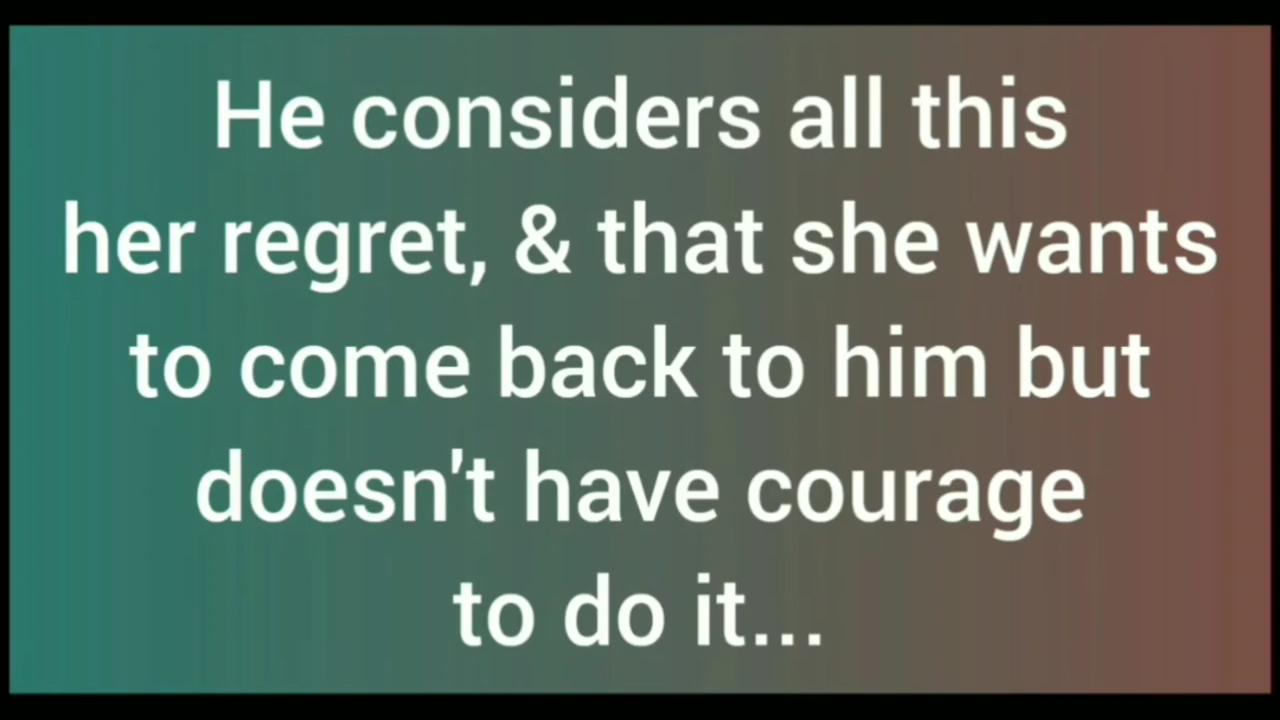 He considers all this
her regret, & that she wants
to come back to him but
doesn't have courage
to do it...